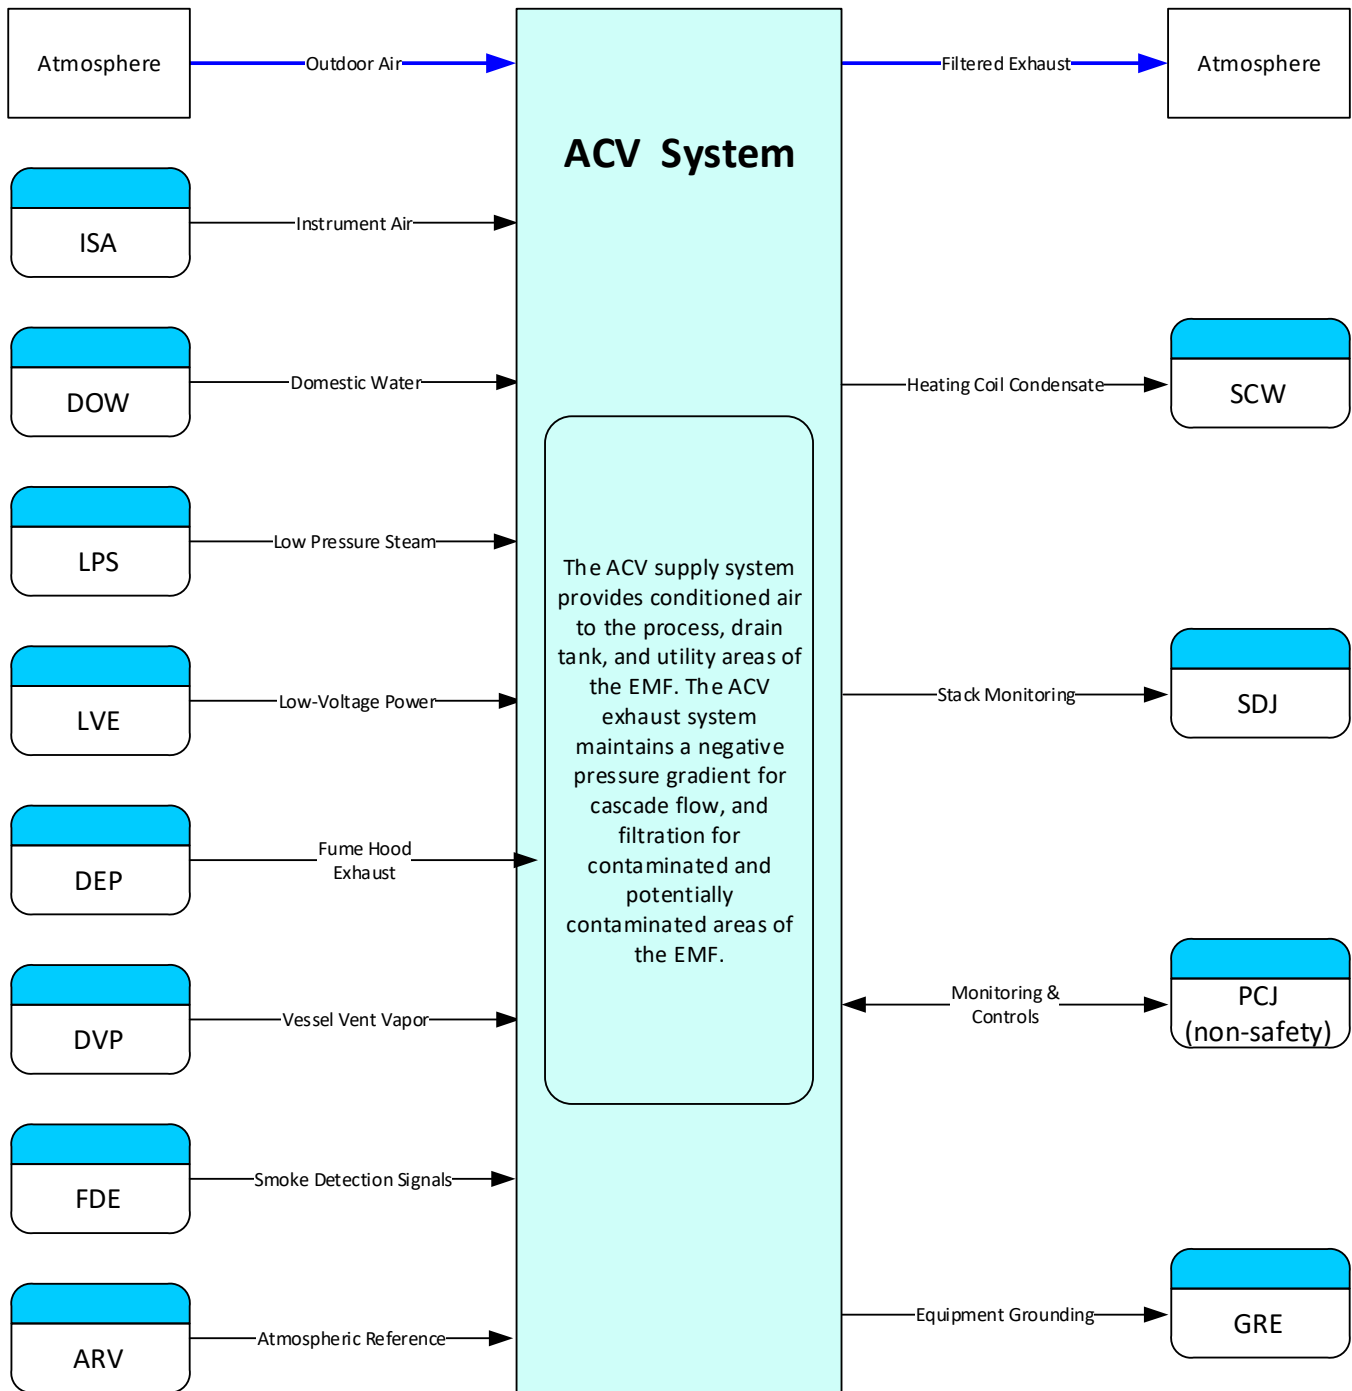 Atmosphere
Outdoor Air
ACV System
Filtered Exhaust
Atmosphere
ISA
Instrument Air
DOW
Domestic Water
LPS
Low Pressure Steam
LVE
Low-Voltage Power
DEP
Fume Hood
Exhaust
DVP
Vessel Vent Vapor
FDE
Smoke Detection Signals
ARV
Atmospheric Reference
The ACV supply system
provides conditioned air
to the process, drain
tank, and utility areas of
the EMF. The ACV
exhaust system
maintains a negative
pressure gradient for
cascade flow, and
filtration for
contaminated and
potentially
contaminated areas of
the EMF.
Heating Coil Condensate
SCW
Stack Monitoring
SDJ
Monitoring &
Controls
PCJ
(non-safety)
Equipment Grounding
GRE